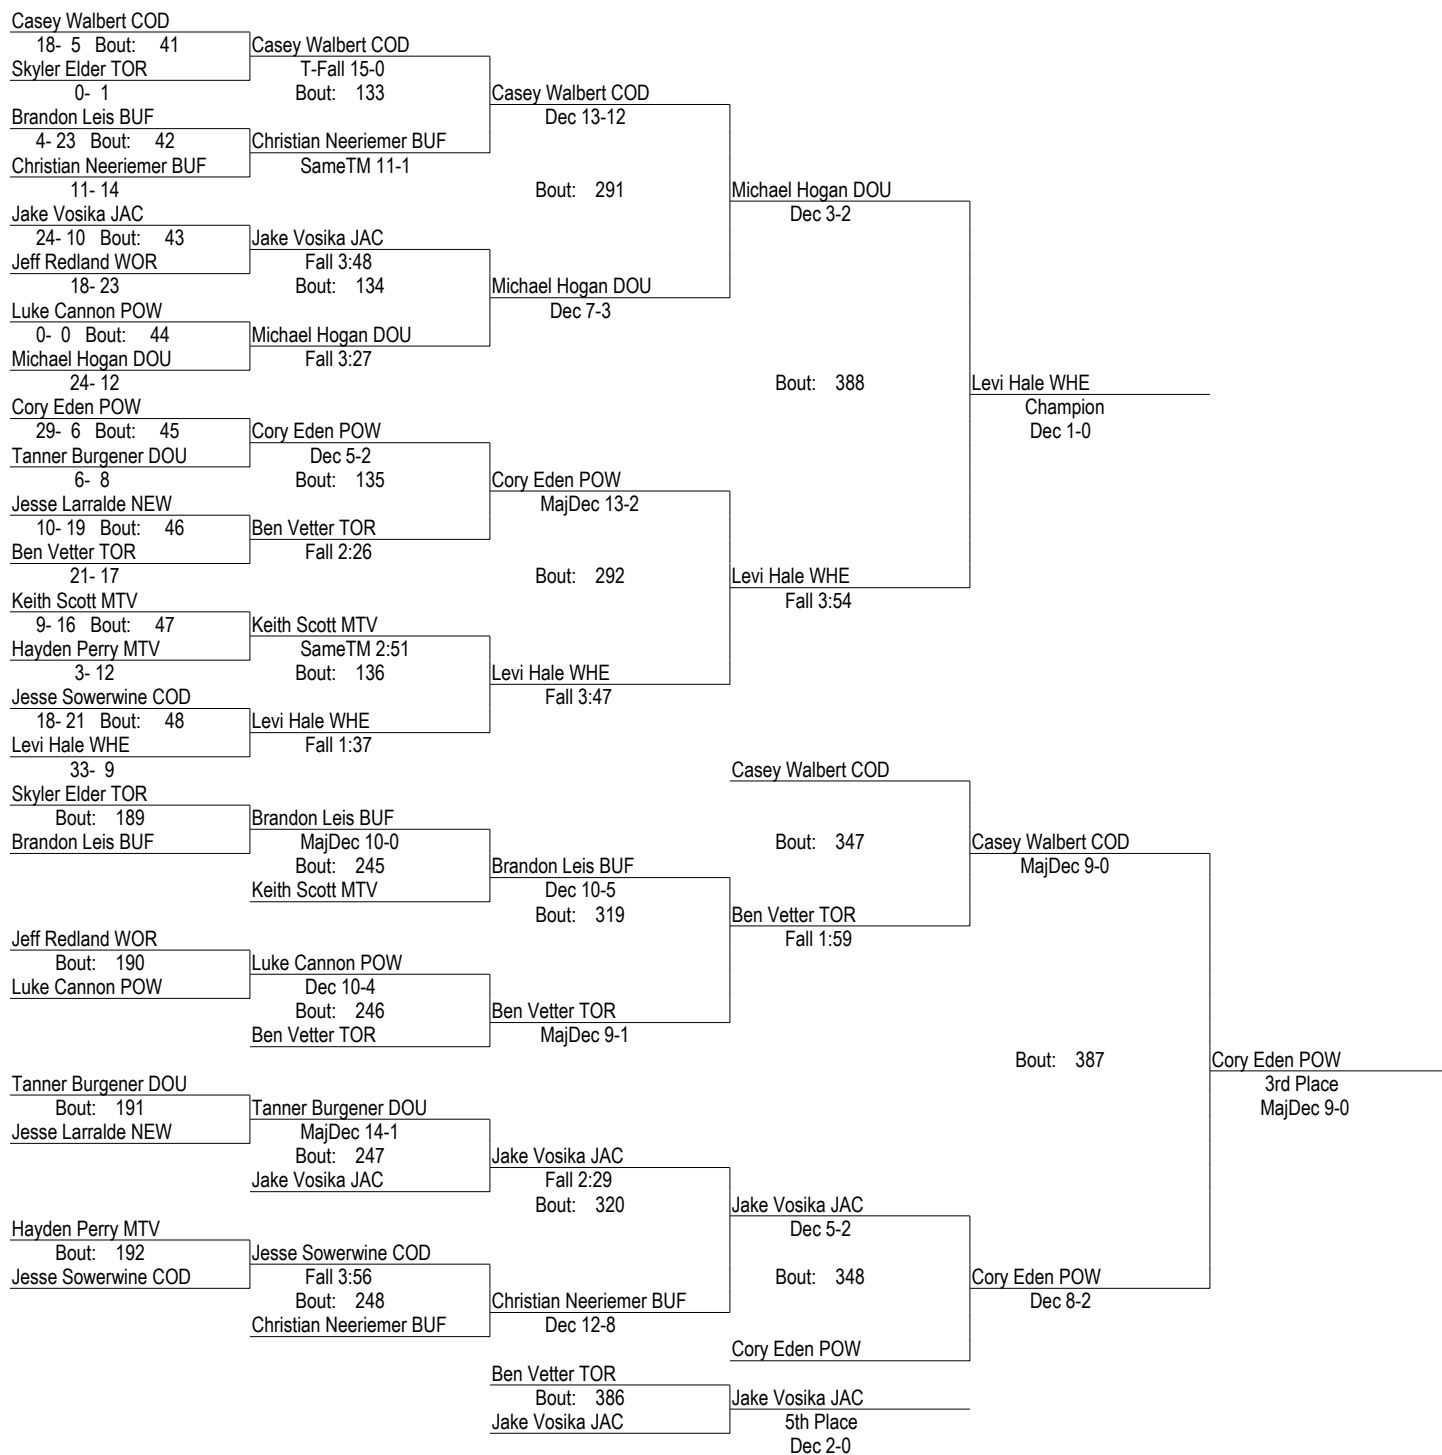 Casey Walbert COD
18- 5 Bout: 41
Casey Walbert COD
Skyler Elder TOR
T-Fall 15-0
0- 1
Bout: 133
Casey Walbert COD
Brandon Leis BUF
Dec 13-12
4- 23 Bout: 42
Christian Neeriemer BUF
Christian Neeriemer BUF
SameTM 11-1
11- 14
Bout: 291
Michael Hogan DOU
Jake Vosika JAC
Dec 3-2
24- 10 Bout: 43
Jake Vosika JAC
Jeff Redland WOR
Fall 3:48
18- 23
Bout: 134
Michael Hogan DOU
Luke Cannon POW
Dec 7-3
0- 0 Bout: 44
Michael Hogan DOU
Michael Hogan DOU
Fall 3:27
24- 12
Bout: 388
Levi Hale WHE
Cory Eden POW
Champion
29- 6 Bout: 45
Cory Eden POW
Dec 1-0
Tanner Burgener DOU
Dec 5-2
6- 8
Bout: 135
Cory Eden POW
Jesse Larralde NEW
MajDec 13-2
10- 19 Bout: 46
Ben Vetter TOR
Ben Vetter TOR
Fall 2:26
21- 17
Bout: 292
Levi Hale WHE
Keith Scott MTV
Fall 3:54
9- 16 Bout: 47
Keith Scott MTV
Hayden Perry MTV
SameTM 2:51
3- 12
Bout: 136
Levi Hale WHE
Jesse Sowerwine COD
Fall 3:47
18- 21 Bout: 48
Levi Hale WHE
Levi Hale WHE
Fall 1:37
33- 9
Casey Walbert COD
Skyler Elder TOR
Bout: 189
Brandon Leis BUF
Brandon Leis BUF
MajDec 10-0
Bout: 347
Casey Walbert COD
Bout: 245
Brandon Leis BUF
MajDec 9-0
Keith Scott MTV
Dec 10-5
Bout: 319
Ben Vetter TOR
Jeff Redland WOR
Fall 1:59
Bout: 190
Luke Cannon POW
Luke Cannon POW
Dec 10-4
Bout: 246
Ben Vetter TOR
Ben Vetter TOR
MajDec 9-1
Bout: 387
Cory Eden POW
Tanner Burgener DOU
3rd Place
Bout: 191
Tanner Burgener DOU
MajDec 9-0
Jesse Larralde NEW
MajDec 14-1
Bout: 247
Jake Vosika JAC
Jake Vosika JAC
Fall 2:29
Bout: 320
Jake Vosika JAC
Hayden Perry MTV
Dec 5-2
Bout: 192
Jesse Sowerwine COD
Jesse Sowerwine COD
Fall 3:56
Bout: 348
Cory Eden POW
Bout: 248
Christian Neeriemer BUF
Dec 8-2
Christian Neeriemer BUF
Dec 12-8
Cory Eden POW
Ben Vetter TOR
Bout: 386
Jake Vosika JAC
Jake Vosika JAC
5th Place
Dec 2-0